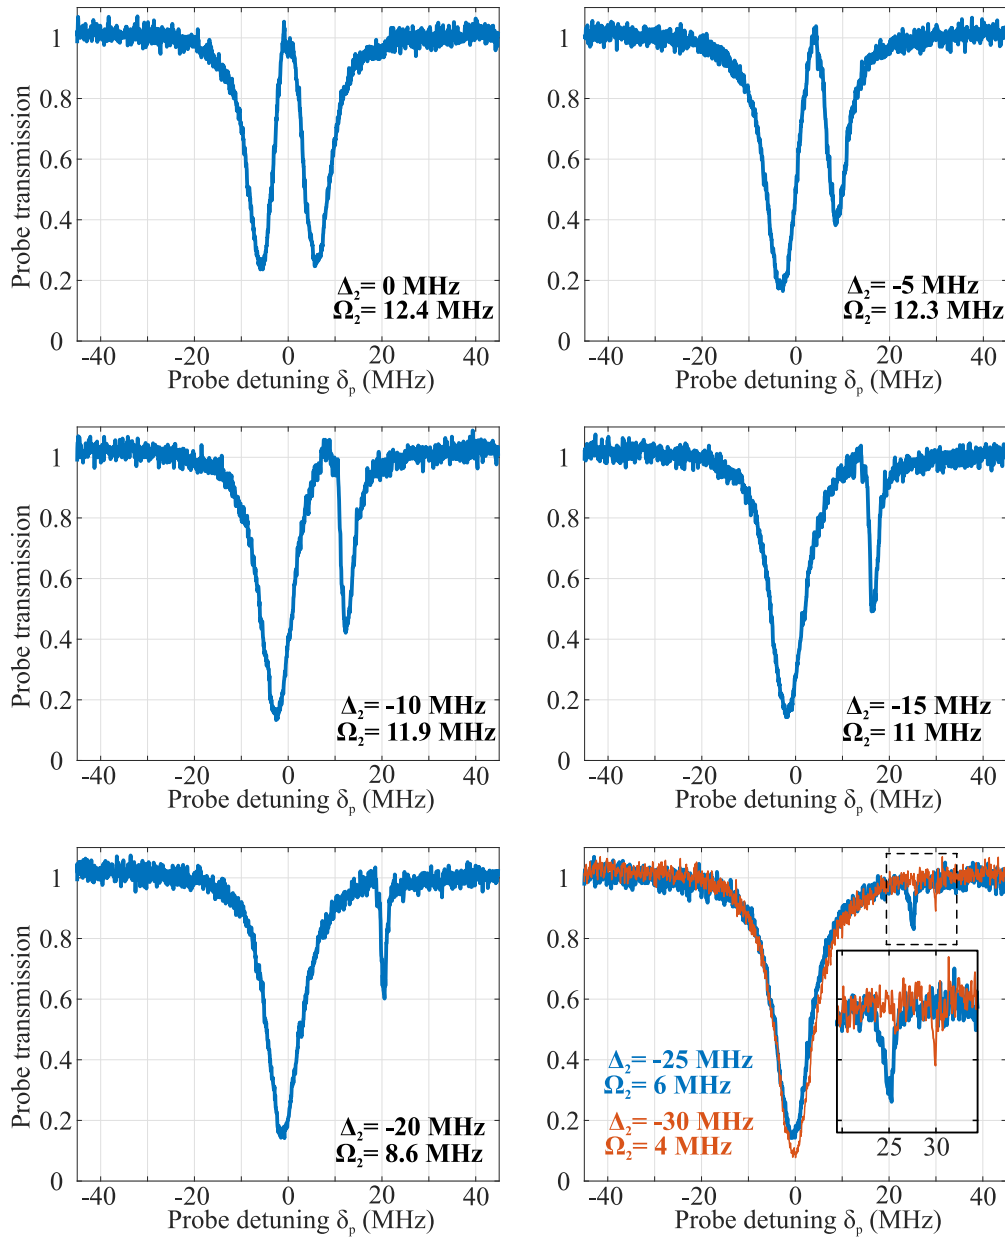 Probe transmission
1
0.8
0.6
0.4
0.2
0
Δ₂= 0 MHz
Ω₂= 12.4 MHz
-40 -20 0 20 40
Probe detuning δₚ (MHz)
Probe transmission
1
0.8
0.6
0.4
0.2
0
Δ₂= -5 MHz
Ω₂= 12.3 MHz
-40 -20 0 20 40
Probe detuning δₚ (MHz)
Probe transmission
1
0.8
0.6
0.4
0.2
0
Δ₂= -10 MHz
Ω₂= 11.9 MHz
-40 -20 0 20 40
Probe detuning δₚ (MHz)
Probe transmission
1
0.8
0.6
0.4
0.2
0
Δ₂= -15 MHz
Ω₂= 11 MHz
-40 -20 0 20 40
Probe detuning δₚ (MHz)
Probe transmission
1
0.8
0.6
0.4
0.2
0
Δ₂= -20 MHz
Ω₂= 8.6 MHz
-40 -20 0 20 40
Probe detuning δₚ (MHz)
Probe transmission
1
0.8
0.6
0.4
0.2
0
Δ₂= -25 MHz
Ω₂= 6 MHz
Δ₂= -30 MHz
Ω₂= 4 MHz
25 30
-40 -20 0 20 40
Probe detuning δₚ (MHz)